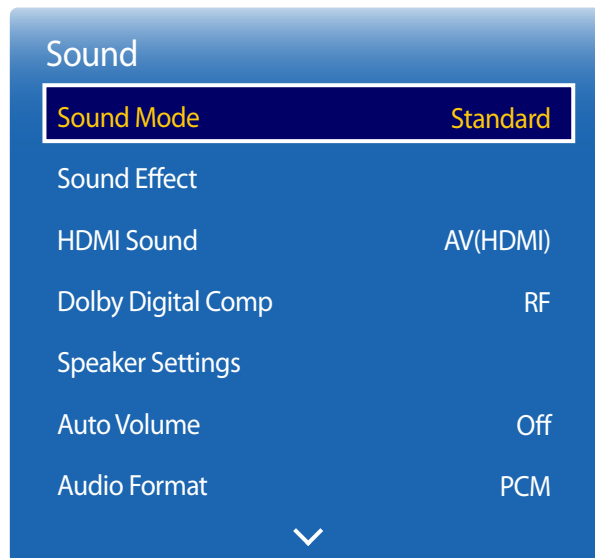 Sound
Sound Mode Standard
Sound Effect
HDMI Sound AV(HDMI)
Dolby Digital Comp RF
Speaker Settings
Auto Volume Off
Audio Format PCM